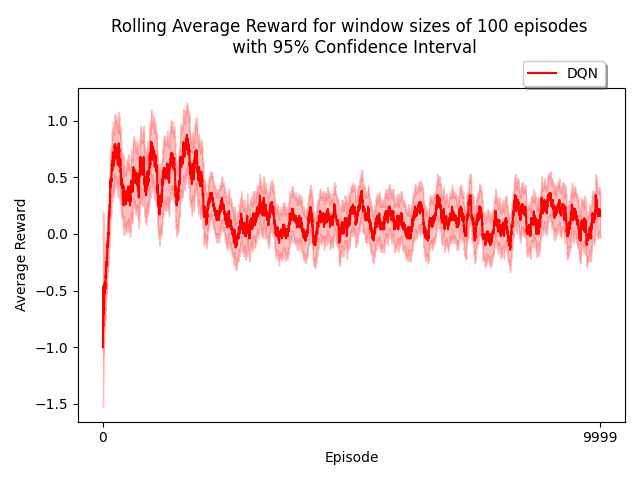 Rolling Average Reward for window sizes of 100 episodes
with 95% Confidence Interval
DQN
1.0
0.5
0.0
−0.5
−1.0
−1.5
Average Reward
0
9999
Episode